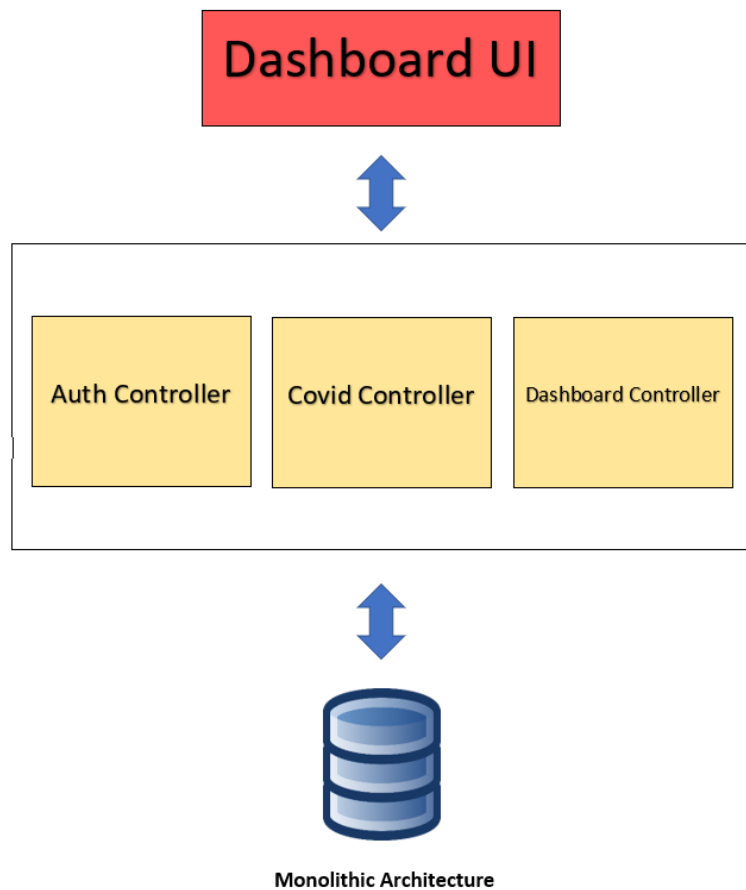 Dashboard UI
Auth Controller
Covid Controller
Dashboard Controller
Monolithic Architecture